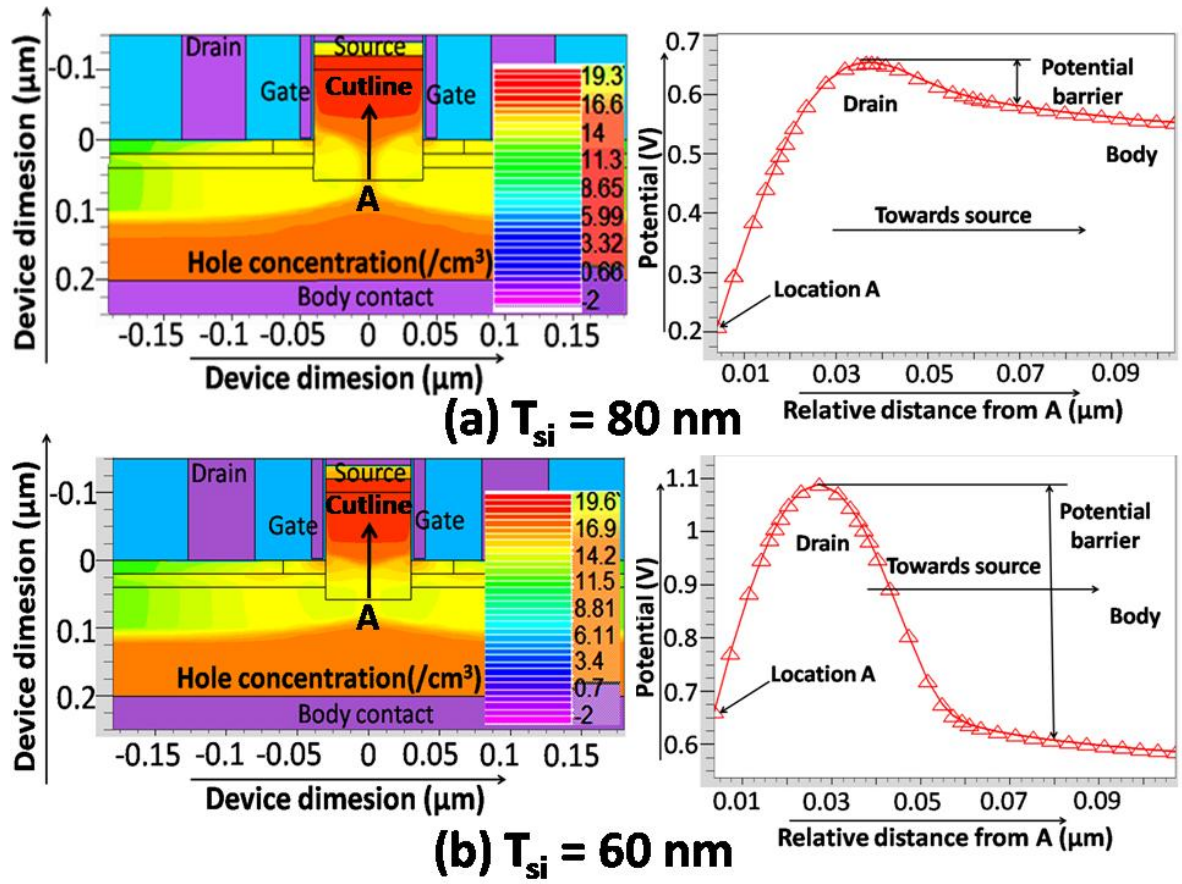 Device dimesion (µm)
-0.1
0
0.1
0.2
Drain
Source
Gate
Cutline
Gate
A
Hole concentration(/cm³)
Body contact
19.3
16.6
14
11.3
8.65
5.99
3.32
0.66
-2
-0.15 -0.1 -0.05 0 0.05 0.1 0.15
Device dimesion (µm)
Potential (V)
0.7
0.6
0.5
0.4
0.3
0.2
Potential
barrier
Drain
Body
Towards source
Location A
0.01 0.03 0.05 0.07 0.09
Relative distance from A (µm)
(a) Tsi = 80 nm
Device dimesion (µm)
-0.1
0
0.1
0.2
Drain
Source
Cutline
Gate
Gate
A
Hole concentration(/cm³)
Body contact
19.6
16.9
14.2
11.5
8.81
6.11
3.4
0.7
-2
-0.15 -0.1 -0.05 0 0.05 0.1 0.15
Device dimesion (µm)
Potential (V)
1.1
1
0.9
0.8
0.7
0.6
Potential
barrier
Drain
Towards source
Body
Location A
0.01 0.03 0.05 0.07 0.09
Relative distance from A (µm)
(b) Tsi = 60 nm